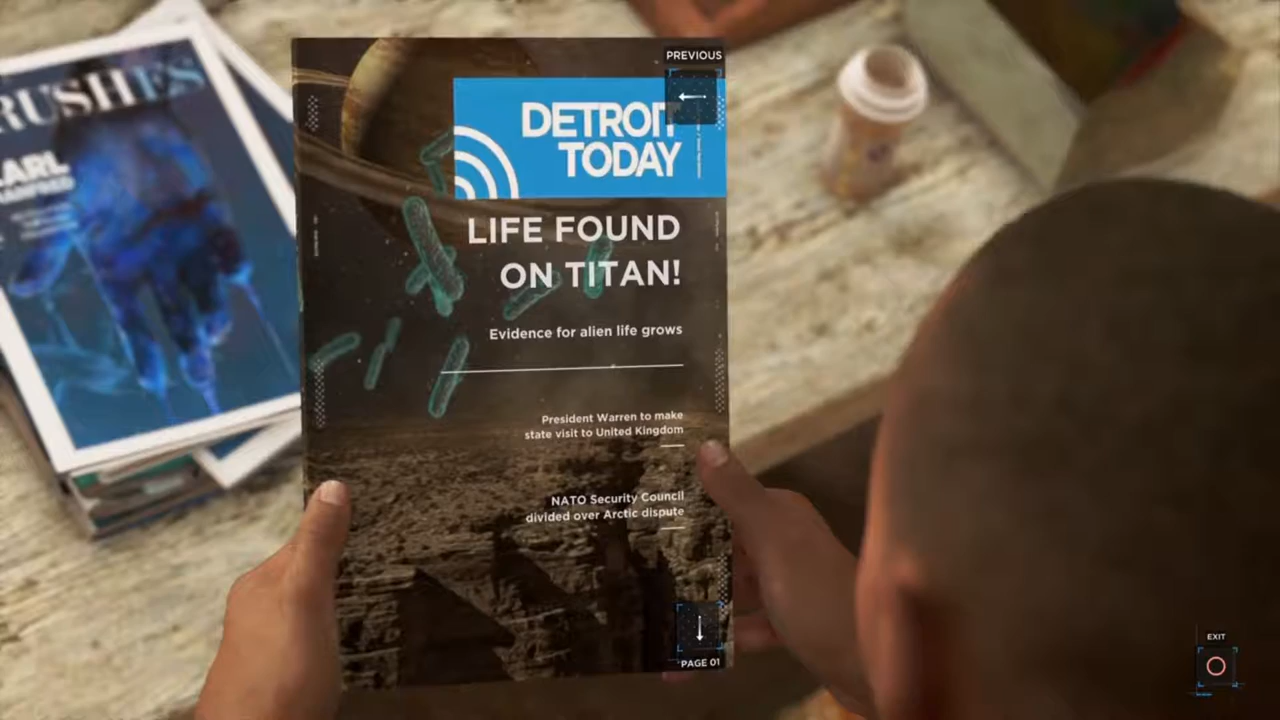 PREVIOUS
DETROIT
TODAY
LIFE FOUND
ON TITAN!
Evidence for alien life grows
President Warren to make
state visit to United Kingdom
NATO Security Council
divided over Arctic dispute
PAGE 01
RUSHES
EXIT